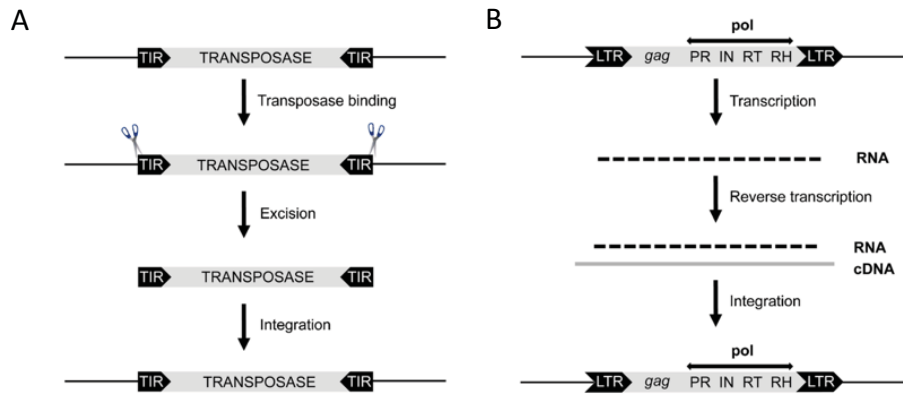 A
TIR TRANSPOSASE TIR
Transposase binding
TIR TRANSPOSASE TIR
Excision
TIR TRANSPOSASE TIR
Integration
TIR TRANSPOSASE TIR
B
pol
LTR gag PR IN RT RH LTR
Transcription
RNA
Reverse transcription
RNA
cDNA
Integration
pol
LTR gag PR IN RT RH LTR